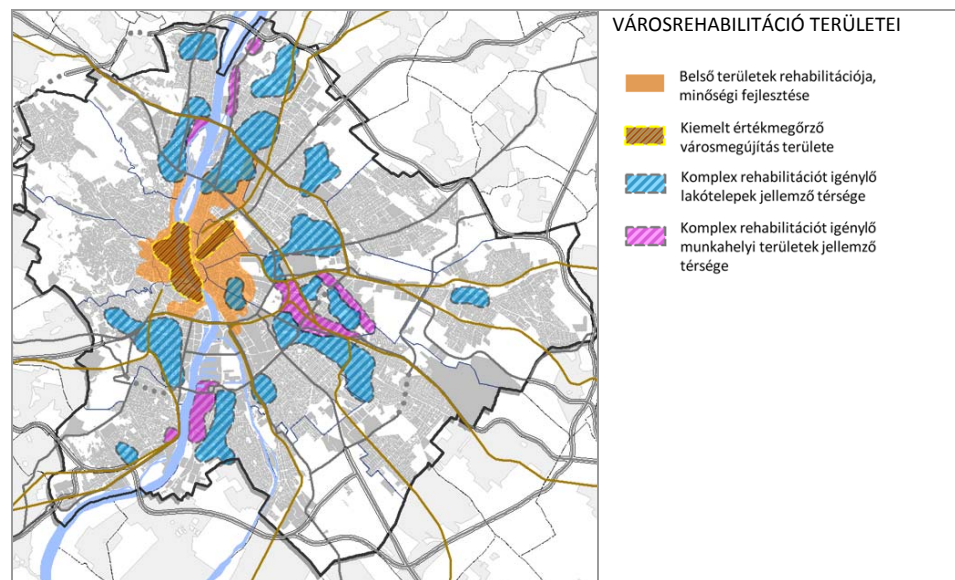 VÁROSREHABILITÁCIÓ TERÜLETEI
Belső területek rehabilitációja,
minőségi fejlesztése
Kiemelt értékmegőrző
városmegújítás területe
Komplex rehabilitációt igénylő
lakótelepek jellemző térsége
Komplex rehabilitációt igénylő
munkahelyi területek jellemző
térsége